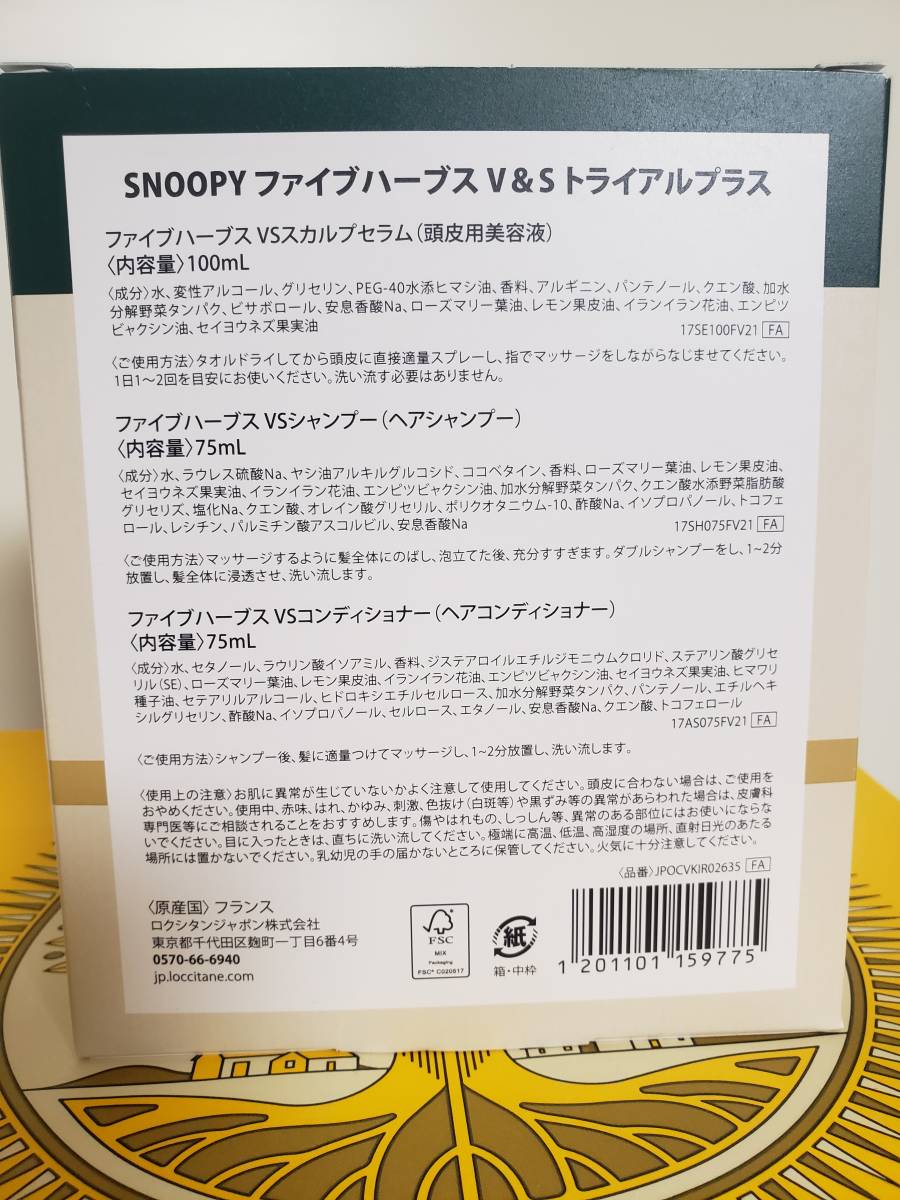 SNOOPY ファイブハーブス V & S トライアルプラス
ファイブハーブス VSスカルプセラム（頭皮用美容液）
〈内容量〉100mL
〈成分〉水、変性アルコール、グリセリン、PEG-40水添ヒマシ油、香料、アルギニン、パンテノール、クエン酸、加水
分解野菜タンパク、ビサボロール、安息香酸Na、ローズマリー葉油、レモン果皮油、イランイラン花油、エンピツ
ビャクシン油、セイヨウネズ果実油
17SE100FV21 FA
〈ご使用方法〉タオルドライしてから頭皮に直接適量スプレーし、指でマッサージをしながらなじませてください。
1日1〜2回を目安にお使いください。洗い流す必要はありません。
ファイブハーブス VSシャンプー（ヘアシャンプー）
〈内容量〉75mL
〈成分〉水、ラウレス硫酸Na、ヤシ油アルキルグルコシド、ココベタイン、香料、ローズマリー葉油、レモン果皮油、
セイヨウネズ果実油、イランイラン花油、エンピツビャクシン油、加水分解野菜タンパク、クエン酸水添野菜脂肪酸
グリセリズ、塩化Na、クエン酸、オレイン酸グリセリル、ポリクオタニウム-10、酢酸Na、イソプロパノール、トコフェ
ロール、レシチン、パルミチン酸アスコルビル、安息香酸Na
17SH075FV21 FA
〈ご使用方法〉マッサージするように髪全体にのばし、泡立てた後、充分すすぎます。ダブルシャンプーをし、1~2分
放置し、髪全体に浸透させ、洗い流します。
ファイブハーブス VSコンディショナー（ヘアコンディショナー）
〈内容量〉75mL
〈成分〉水、セタノール、ラウリン酸イソアミル、香料、ジステアロイルエチルジモニウムクロリド、ステアリン酸グリセ
リル（SE）、ローズマリー葉油、レモン果皮油、イランイラン花油、エンピツビャクシン油、セイヨウネズ果実油、ヒマワリ
種子油、セテアリルアルコール、ヒドロキシエチルセルロース、加水分解野菜タンパク、パンテノール、エチルヘキ
シルグリセリン、酢酸Na、イソプロパノール、セルロース、エタノール、安息香酸Na、クエン酸、トコフェロール
17AS075FV21 FA
〈ご使用方法〉シャンプー後、髪に適量つけてマッサージし、1~2分放置し、洗い流します。
〈使用上の注意〉お肌に異常が生じていないかよく注意して使用してください。頭皮に合わない場合は、ご使用を
おやめください。使用中、赤味、はれ、かゆみ、刺激、色抜け（白斑等）や黒ずみ等の異常があらわれた場合は、皮膚科
専門医等にご相談されることをおすすめします。傷やはれもの、しっしん等、異常のある部位にはお使いにならな
いでください。目に入ったときは、直ちに洗い流してください。極端に高温、低温、高湿度の場所、直射日光のあたる
場所には置かないでください。乳幼児の手の届かないところに保管してください。火気に十分注意してください。
〈品番〉JPOCVKIR02635 FA
〈原産国〉フランス
ロクシタンジャポン株式会社
東京都千代田区麹町一丁目6番4号
0570-66-6940
jp.loccitane.com
FSC
MIX
Packaging
FSC® C020617
紙
箱・中枠
1 201101 159775